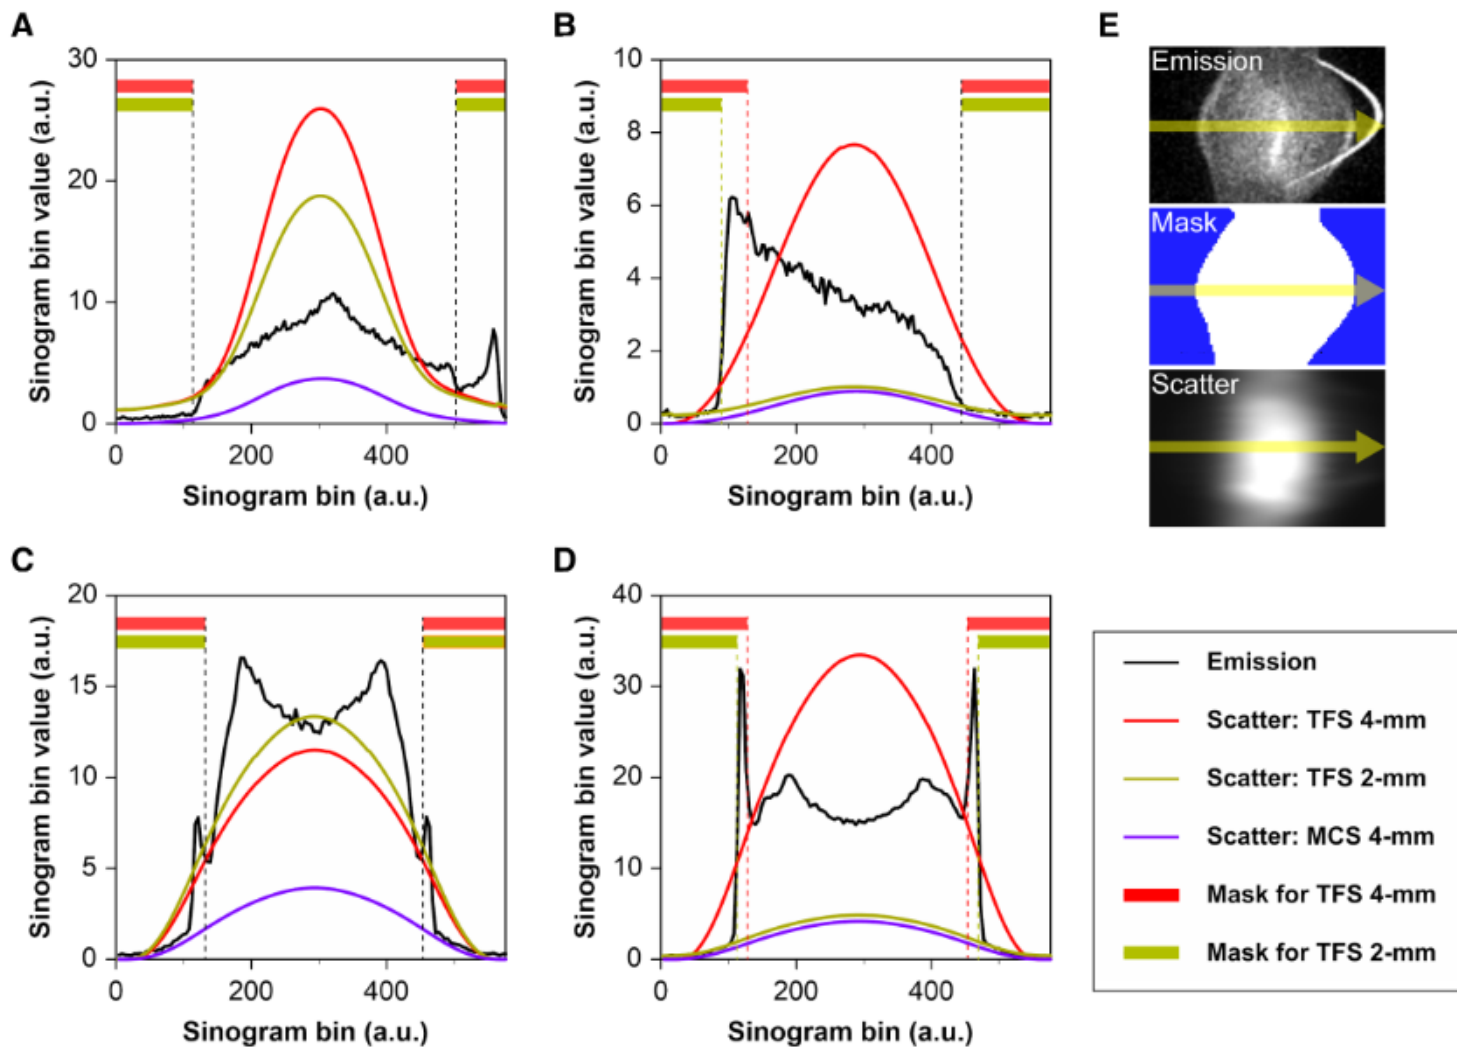 A
Sinogram bin value (a.u.)
30
20
10
0
0 200 400
Sinogram bin (a.u.)
B
Sinogram bin value (a.u.)
10
8
6
4
2
0
0 200 400
Sinogram bin (a.u.)
E
Emission
Mask
Scatter
C
Sinogram bin value (a.u.)
20
15
10
5
0
0 200 400
Sinogram bin (a.u.)
D
Sinogram bin value (a.u.)
40
30
20
10
0
0 200 400
Sinogram bin (a.u.)
Emission
Scatter: TFS 4-mm
Scatter: TFS 2-mm
Scatter: MCS 4-mm
Mask for TFS 4-mm
Mask for TFS 2-mm